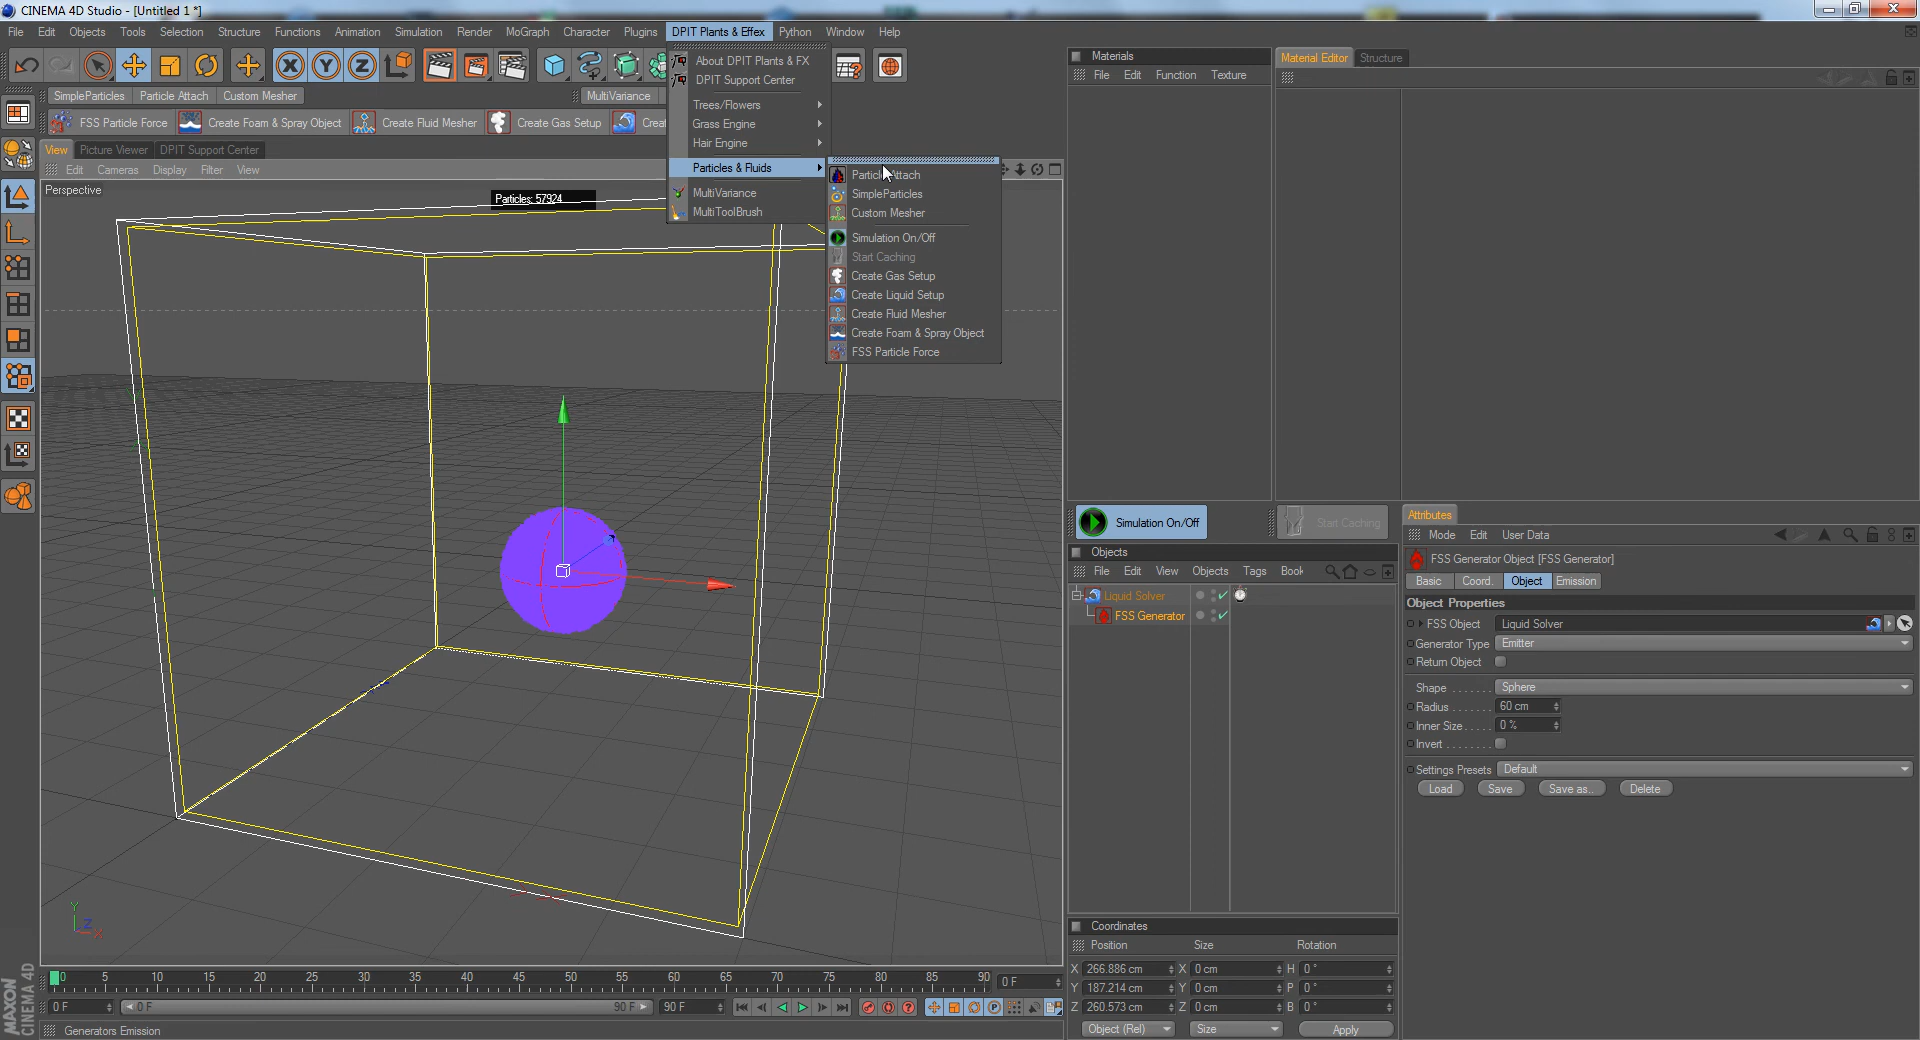 CINEMA 4D Studio - [Untitled 1 *]
File Edit Objects Tools Selection Structure Functions Animation Simulation Render MoGraph Character Plugins DPIT Plants & Effex Python Window Help
SimpleParticles Particle Attach Custom Mesher MultiVariance
FSS Particle Force Create Foam & Spray Object Create Fluid Mesher Create Gas Setup
View Picture Viewer DPIT Support Center
Edit Cameras Display Filter View
Perspective
Particles: 57924
About DPIT Plants & FX
DPIT Support Center
Trees/Flowers
Grass Engine
Hair Engine
Particles & Fluids
MultiVariance
MultiToolBrush
Particle Attach
SimpleParticles
Custom Mesher
Simulation On/Off
Start Caching
Create Gas Setup
Create Liquid Setup
Create Fluid Mesher
Create Foam & Spray Object
FSS Particle Force
Y
Z
X
0 5 10 15 20 25 30 35 40 45 50 55 60 65 70 75 80 85 90 0 F
0 F 0 F 90 F 90 F
Generators Emission
MAXON
CINEMA 4D
Materials
File Edit Function Texture
Material Editor Structure
Simulation On/Off Start Caching
Objects
File Edit View Objects Tags Book
Liquid Solver
FSS Generator
Coordinates
Position Size Rotation
X 266.886 cm X 0 cm H 0 °
Y 187.214 cm Y 0 cm P 0 °
Z 260.573 cm Z 0 cm B 0 °
Object (Rel) Size Apply
Attributes
Mode Edit User Data
FSS Generator Object [FSS Generator]
Basic Coord. Object Emission
Object Properties
FSS Object Liquid Solver
Generator Type Emitter
Return Object
Shape . . . . . . . Sphere
Radius . . . . . . . 60 cm
Inner Size . . . . . 0 %
Invert . . . . . . . .
Settings Presets Default
Load Save Save as.. Delete